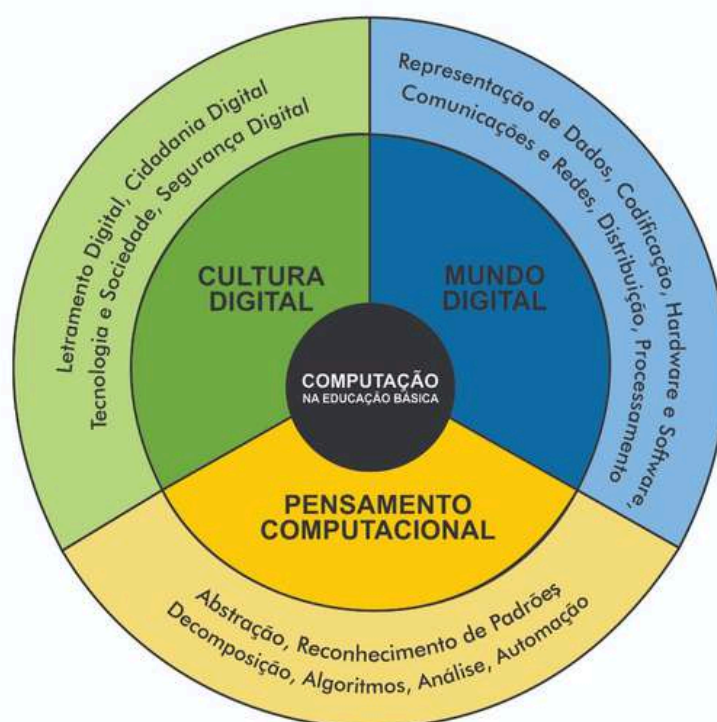 Letramento Digital, Cidadania Digital
Tecnologia e Sociedade, Segurança Digital
Representação de Dados, Codificação, Hardware e Software,
Comunicações e Redes, Distribuição, Processamento
CULTURA
DIGITAL
MUNDO
DIGITAL
COMPUTAÇÃO
NA EDUCAÇÃO BÁSICA
PENSAMENTO
COMPUTACIONAL
Abstração, Reconhecimento de Padrões
Decomposição, Algoritmos, Análise, Automação